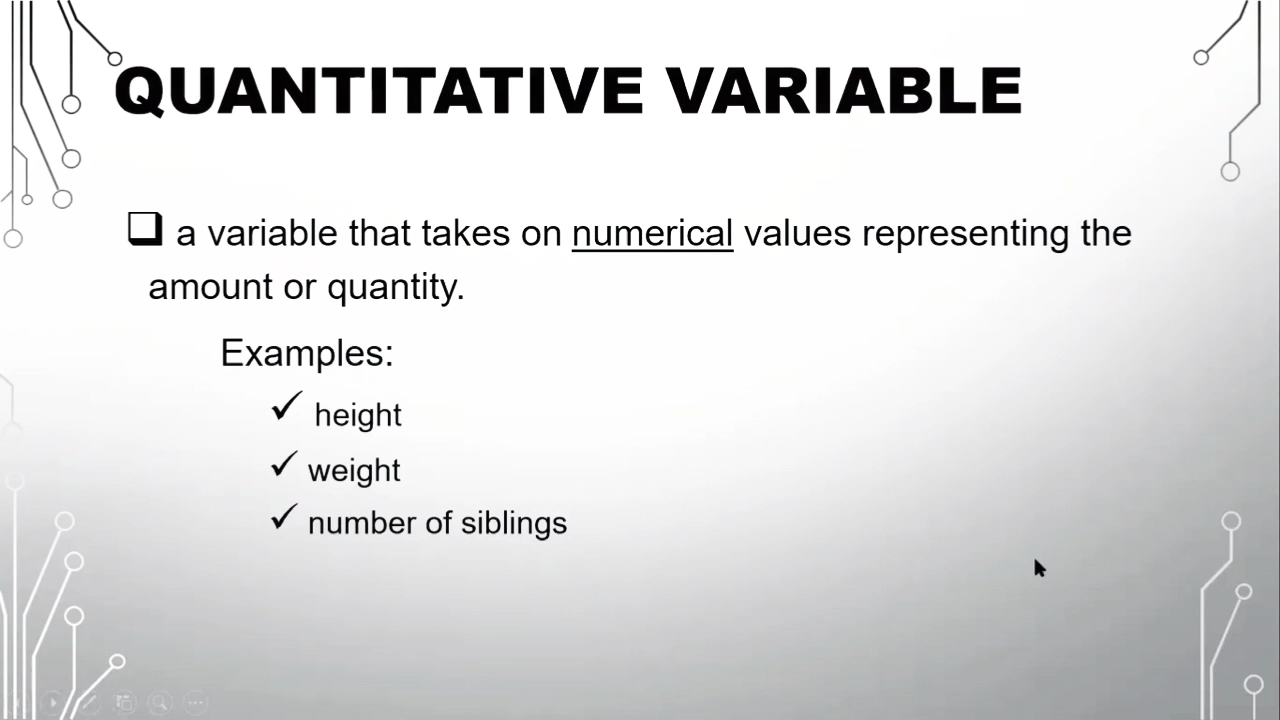 QUANTITATIVE VARIABLE
a variable that takes on numerical values representing the
amount or quantity.
Examples:
height
weight
number of siblings